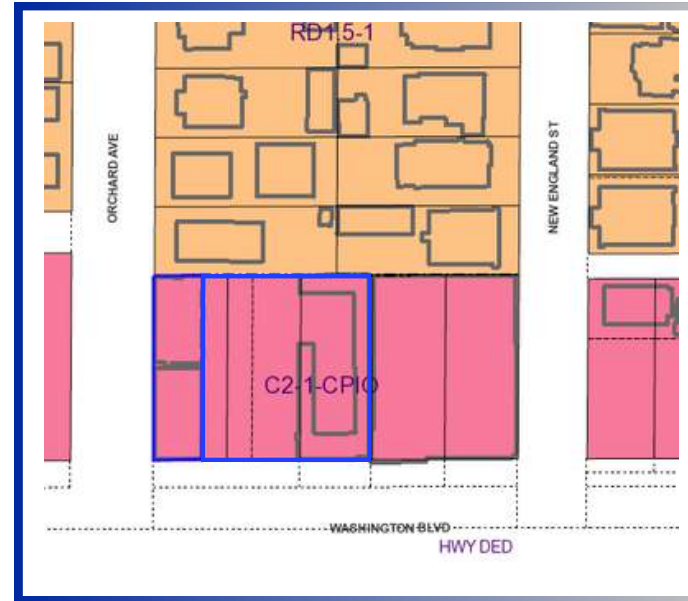 RD1.5-1
ORCHARD AVE
NEW ENGLAND ST
C2-1-CPIO
WASHINGTON BLVD
HWY DED